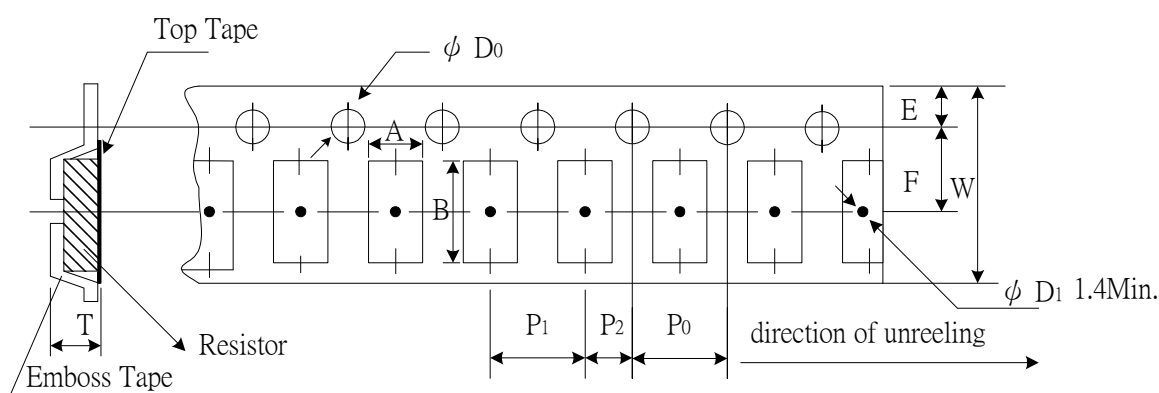 Top Tape
ϕ D0
E
A
F
W
B
ϕ D1 1.4Min.
T
P1
P2
P0
direction of unreeling
Resistor
Emboss Tape